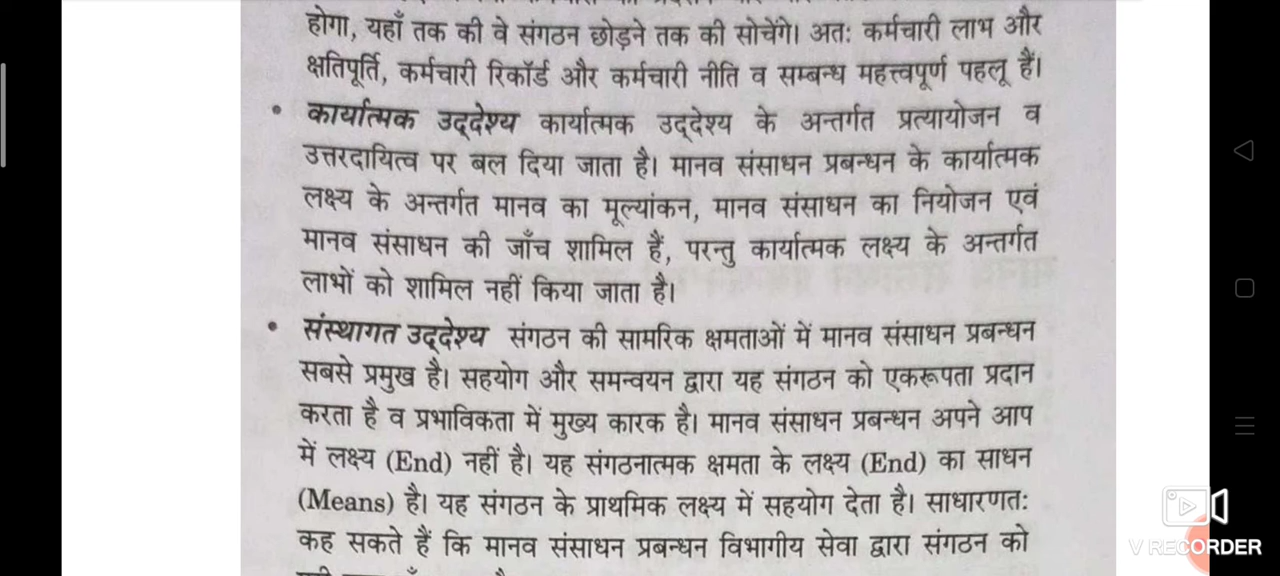 होगा, यहाँ तक की वे संगठन छोड़ने तक की सोचेंगे। अतः कर्मचारी लाभ और
क्षतिपूर्ति, कर्मचारी रिकॉर्ड और कर्मचारी नीति व सम्बन्ध महत्त्वपूर्ण पहलू हैं।
• कार्यात्मक उद्देश्य कार्यात्मक उद्देश्य के अन्तर्गत प्रत्यायोजन व
उत्तरदायित्व पर बल दिया जाता है। मानव संसाधन प्रबन्धन के कार्यात्मक
लक्ष्य के अन्तर्गत मानव का मूल्यांकन, मानव संसाधन का नियोजन एवं
मानव संसाधन की जाँच शामिल हैं, परन्तु कार्यात्मक लक्ष्य के अन्तर्गत
लाभों को शामिल नहीं किया जाता है।
• संस्थागत उद्देश्य संगठन की सामरिक क्षमताओं में मानव संसाधन प्रबन्धन
सबसे प्रमुख है। सहयोग और समन्वयन द्वारा यह संगठन को एकरूपता प्रदान
करता है व प्रभाविकता में मुख्य कारक है। मानव संसाधन प्रबन्धन अपने आप
में लक्ष्य (End) नहीं है। यह संगठनात्मक क्षमता के लक्ष्य (End) का साधन
(Means) है। यह संगठन के प्राथमिक लक्ष्य में सहयोग देता है। साधारणतः
कह सकते हैं कि मानव संसाधन प्रबन्धन विभागीय सेवा द्वारा संगठन को
V RECORDER